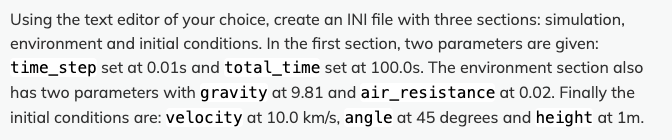 Using the text editor of your choice, create an INI file with three sections: simulation,
environment and initial conditions. In the first section, two parameters are given:
time_step set at 0.01s and total_time set at 100.0s. The environment section also
has two parameters with gravity at 9.81 and air_resistance at 0.02. Finally the
initial conditions are: velocity at 10.0 km/s, angle at 45 degrees and height at 1m.